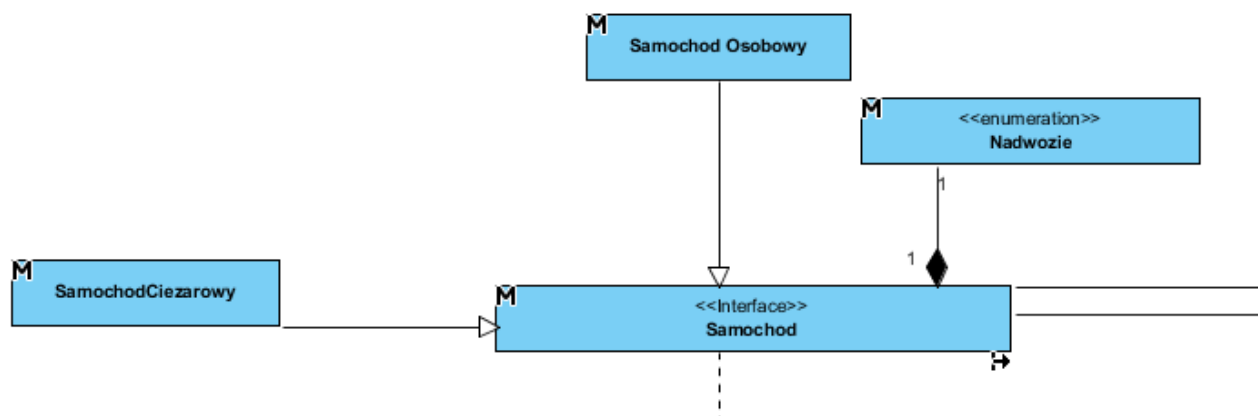 M
Samochod Osobowy
M
<<enumeration>>
Nadwozie
1
1
M
SamochodCiezarowy
M
<<Interface>>
Samochod